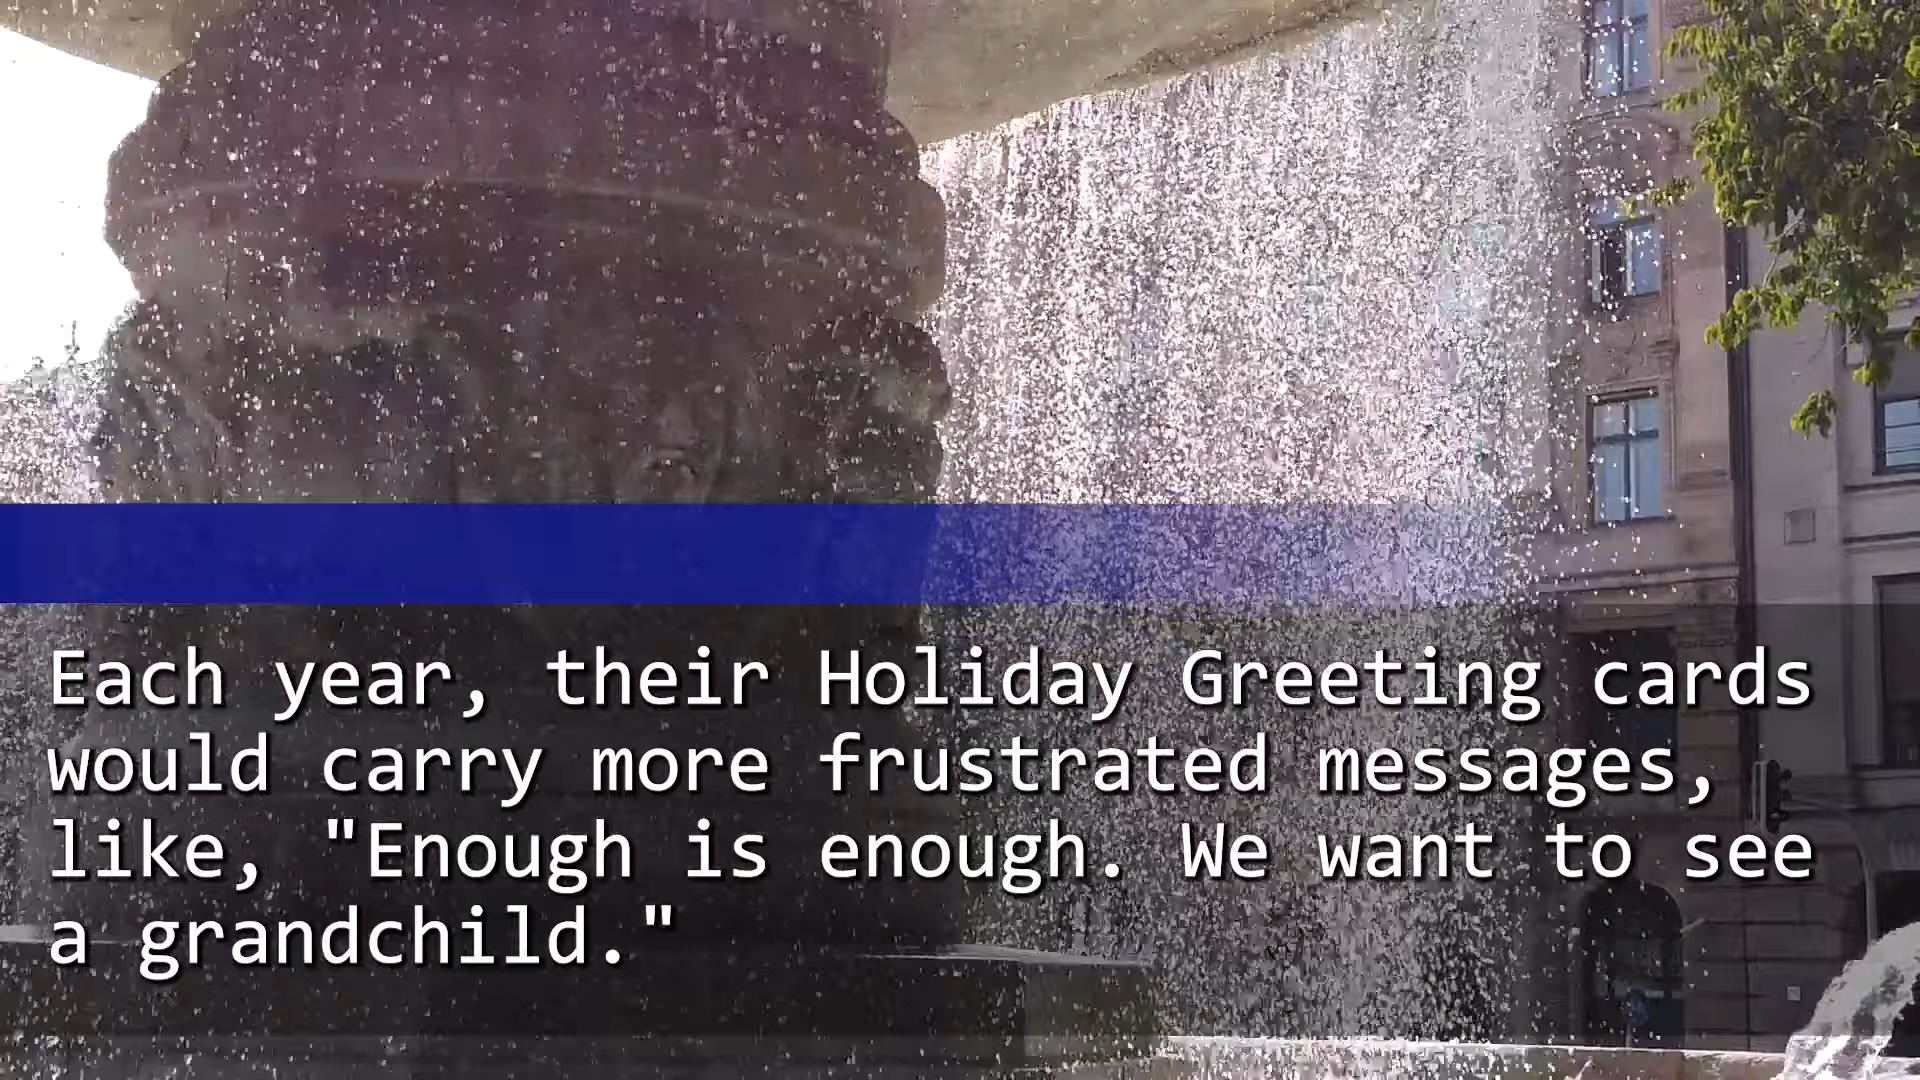 Each year, their Holiday Greeting cards
would carry more frustrated messages,
like, "Enough is enough. We want to see
a grandchild."